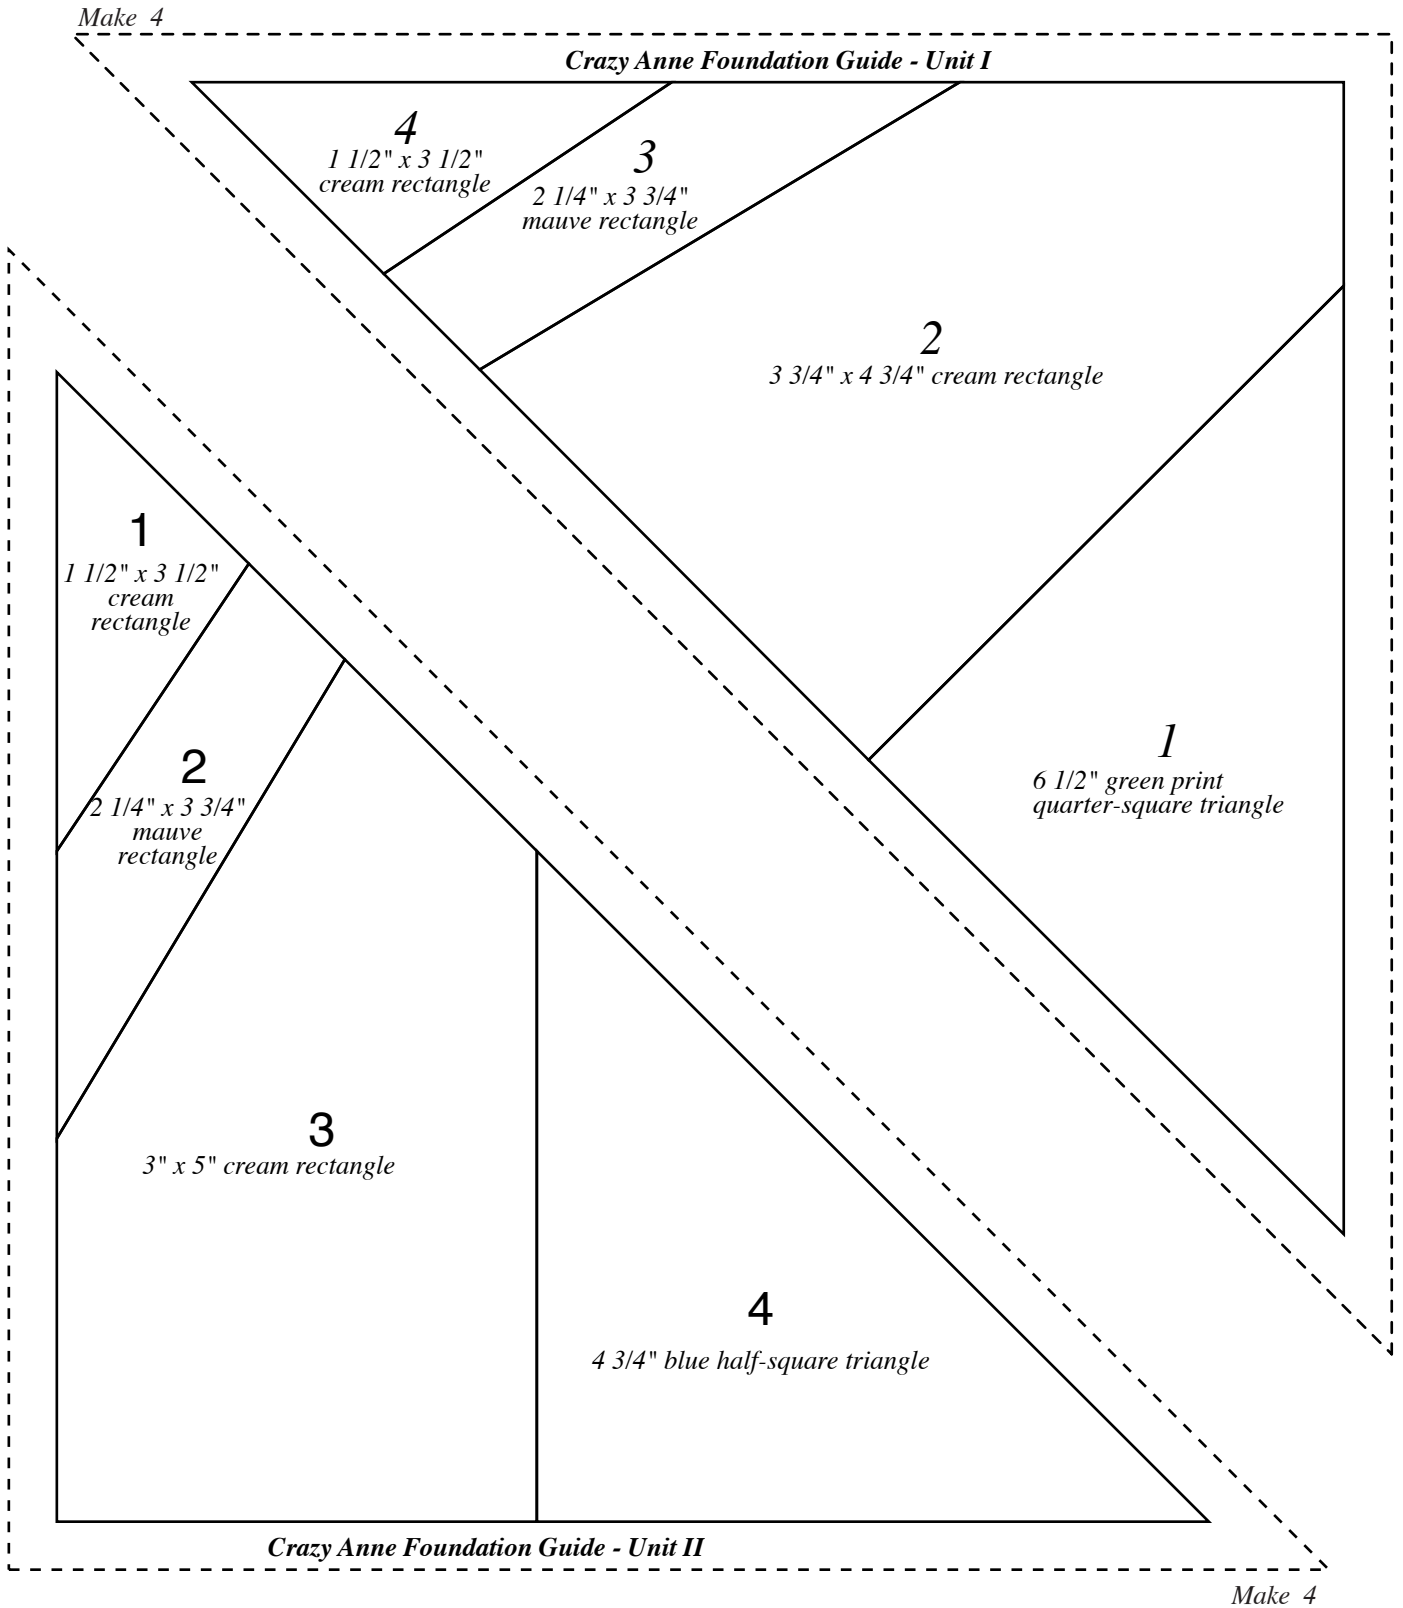 Make 4
Crazy Anne Foundation Guide - Unit I
4
1 1/2" x 3 1/2"
cream rectangle
3
2 1/4" x 3 3/4"
mauve rectangle
2
3 3/4" x 4 3/4" cream rectangle
1
6 1/2" green print
quarter-square triangle
1
1 1/2" x 3 1/2"
cream
rectangle
2
2 1/4" x 3 3/4"
mauve
rectangle
3
3" x 5" cream rectangle
4
4 3/4" blue half-square triangle
Crazy Anne Foundation Guide - Unit II
Make 4